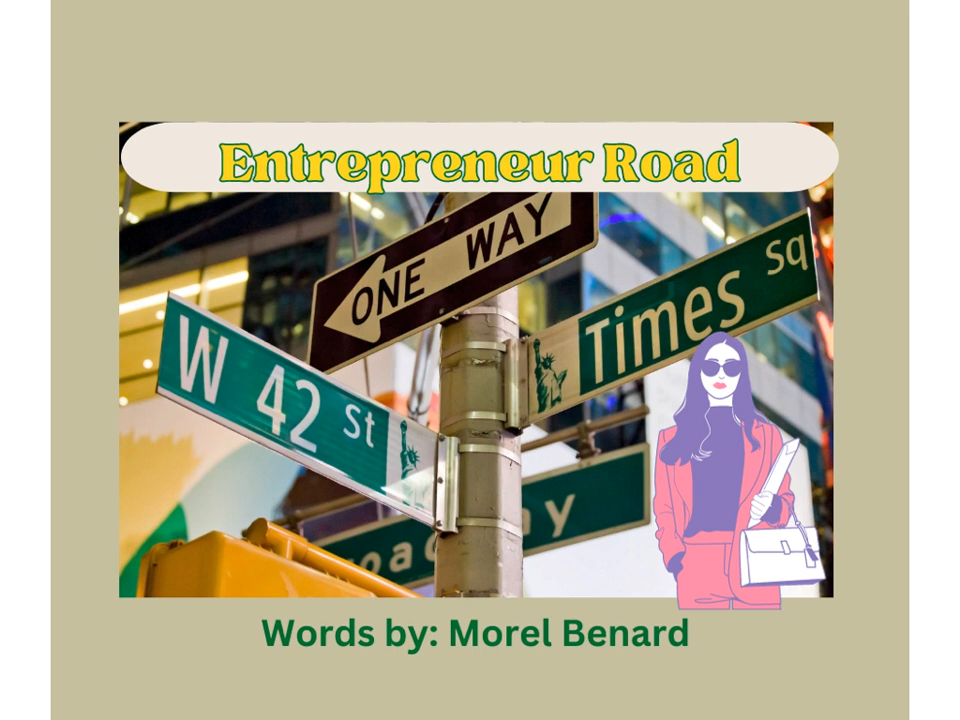 Entrepreneur Road
ONE WAY
Times Sq
W 42 St
Words by: Morel Benard